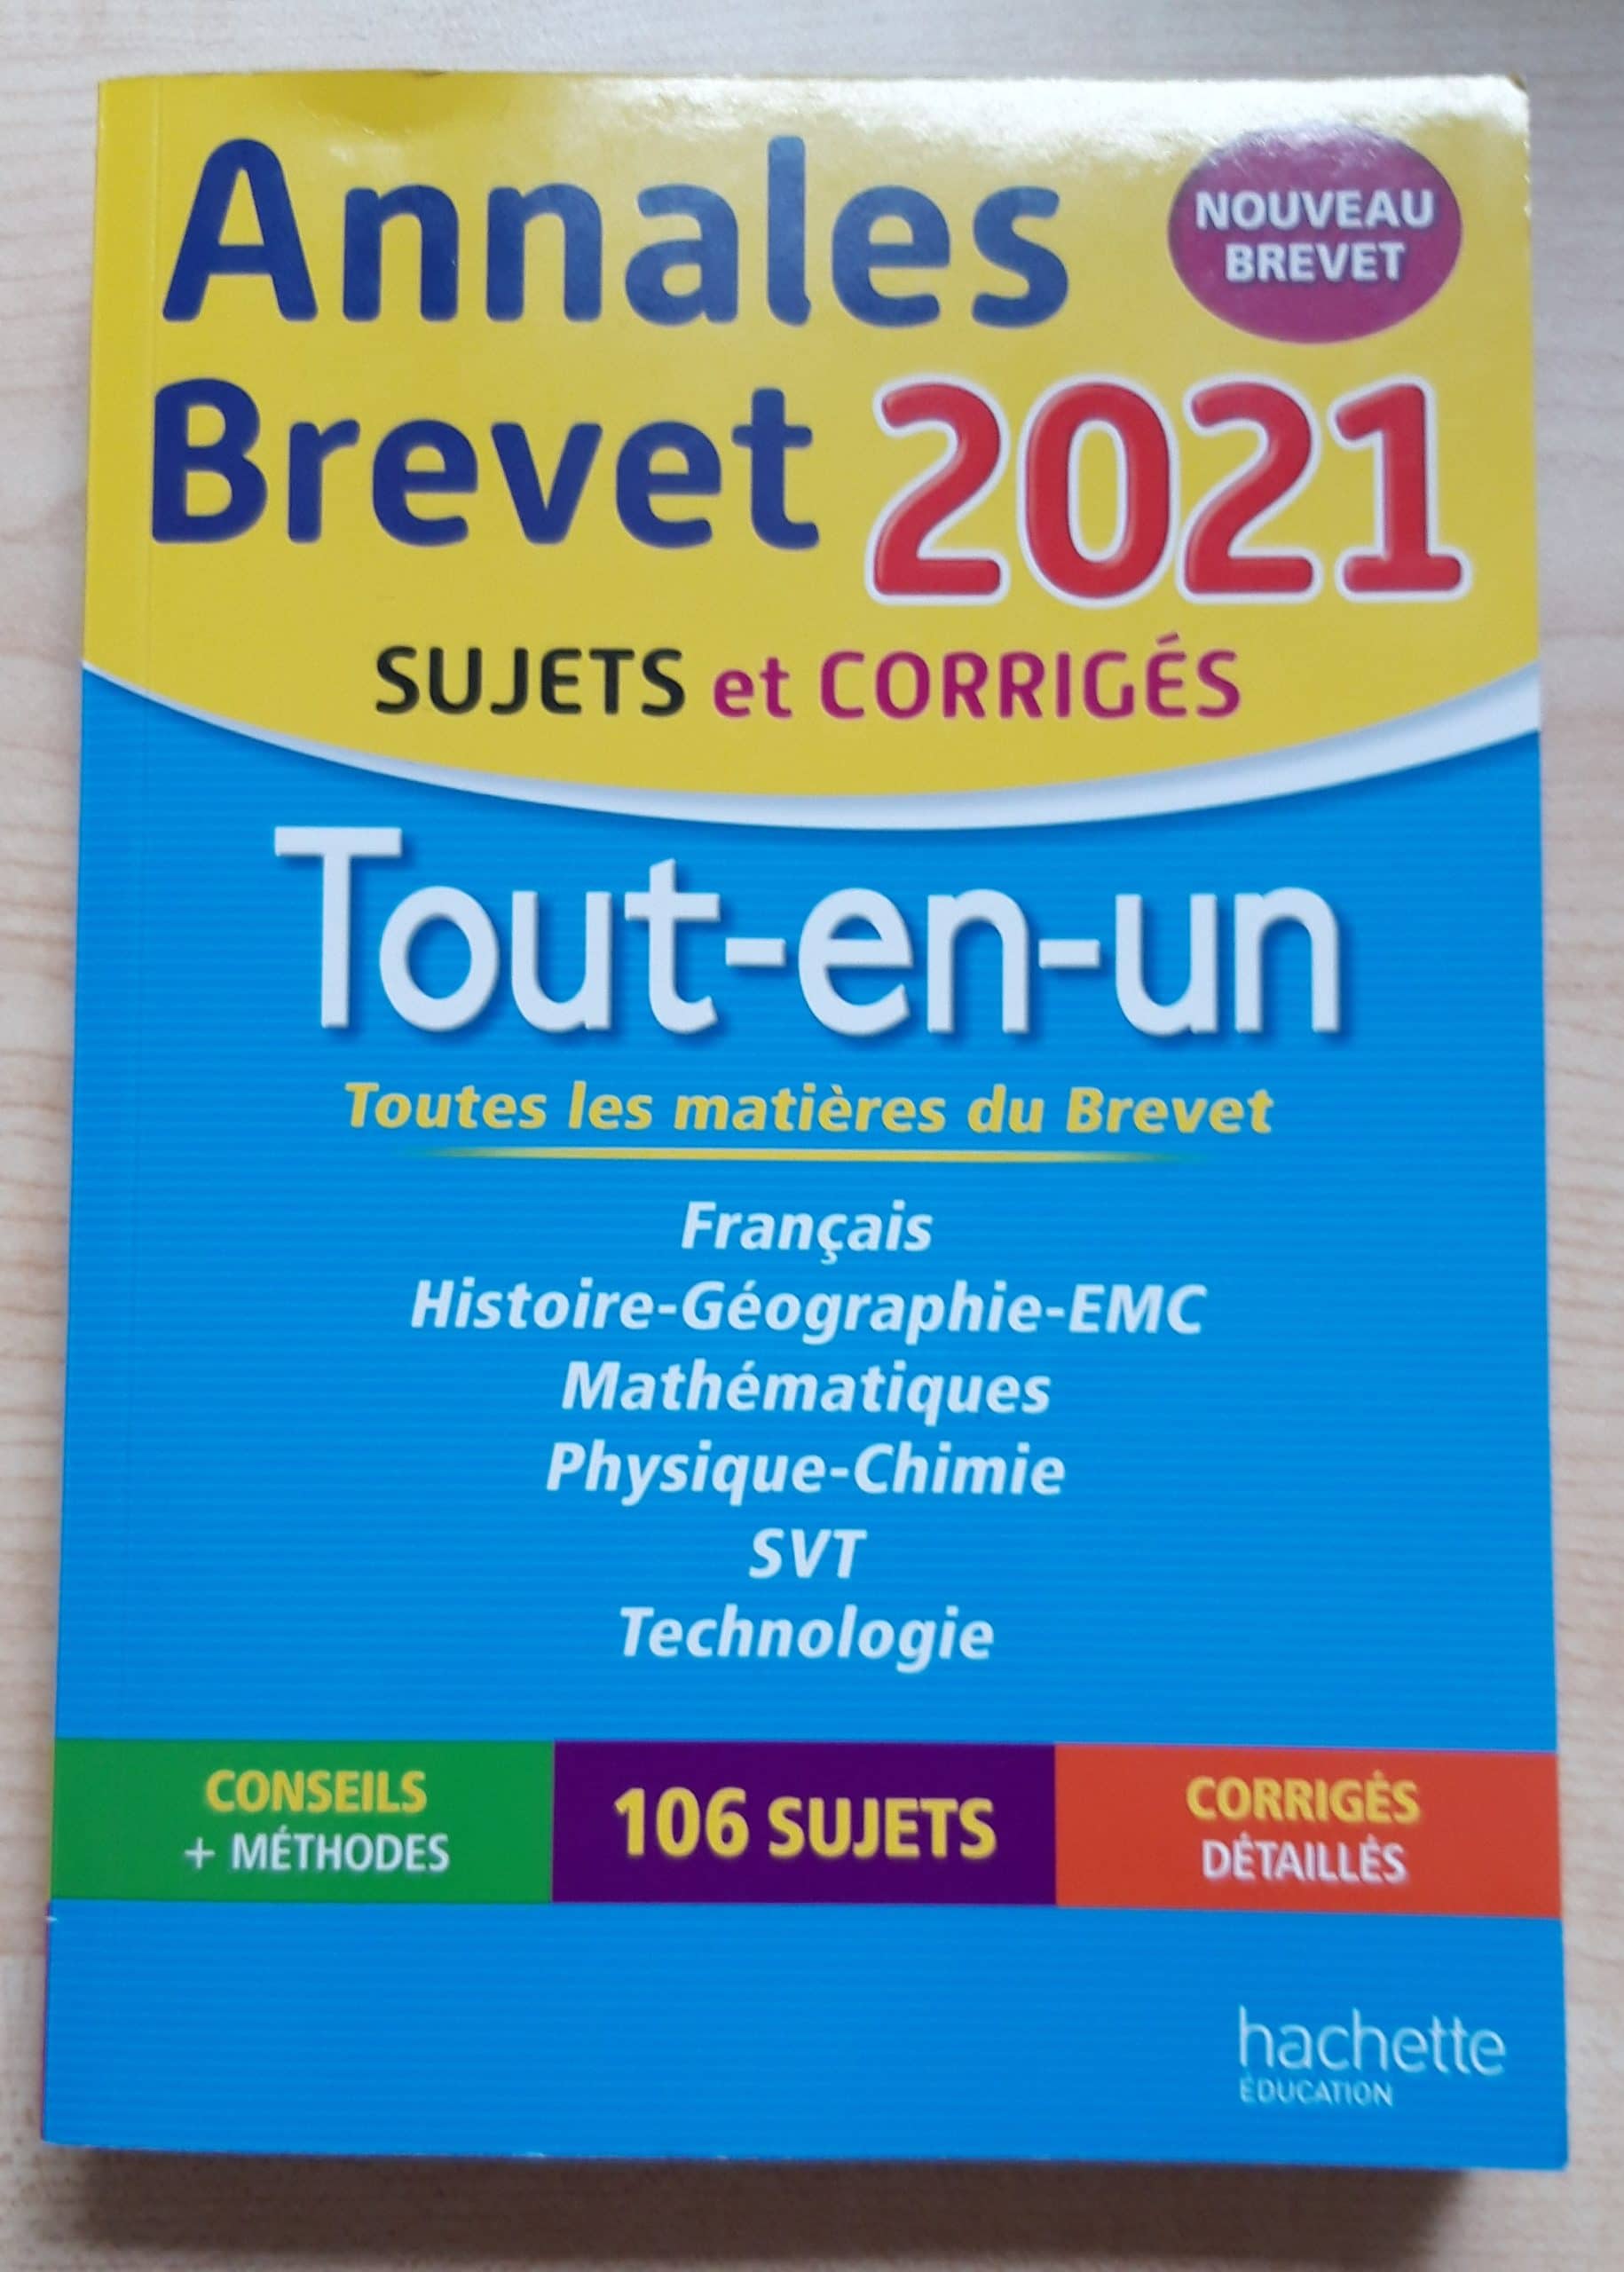 Annales
NOUVEAU
BREVET
Brevet 2021
SUJETS et CORRIGÉS
Tout-en-un
Toutes les matières du Brevet
Français
Histoire-Géographie-EMC
Mathématiques
Physique-Chimie
SVT
Technologie
CONSEILS
+ MÉTHODES
106 SUJETS
CORRIGÉS
DÉTAILLÉS
hachette
ÉDUCATION